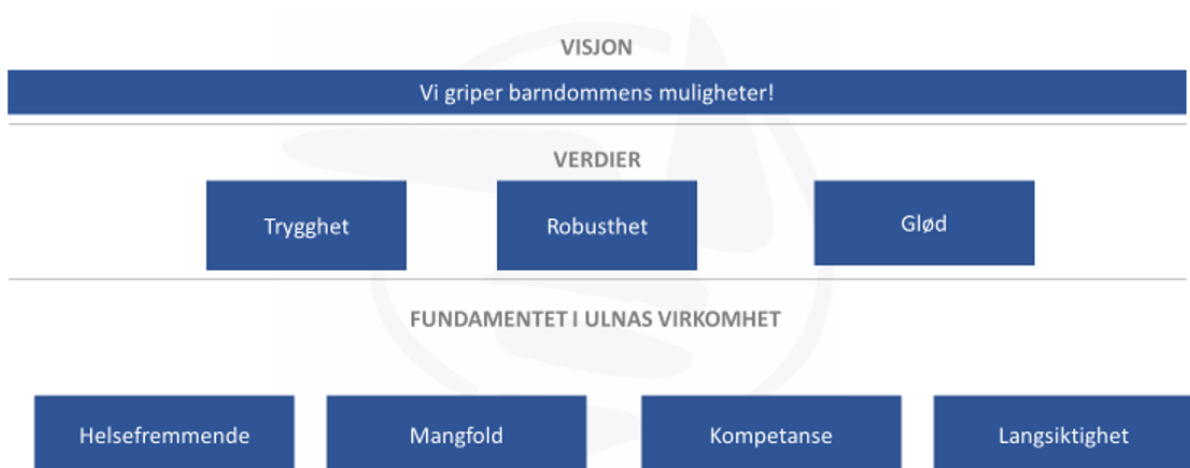 VISJON
Vi griper barndommens muligheter!
VERDIER
Trygghet
Robusthet
Glød
FUNDAMENTET I ULNAS VIRKOMHET
Helsefremmende
Mangfold
Kompetanse
Langsiktighet